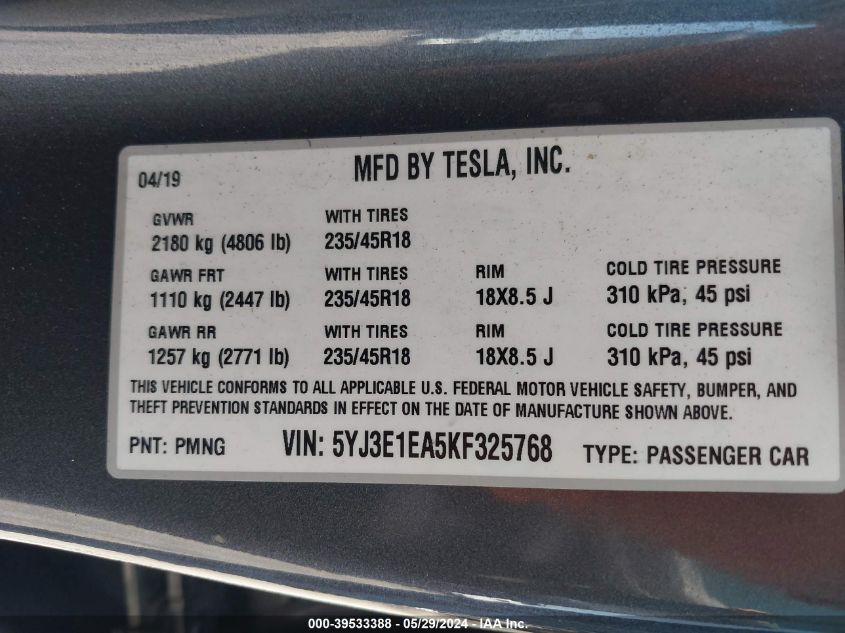 04/19 MFD BY TESLA, INC.
GVWR WITH TIRES
2180 kg (4806 lb) 235/45R18
GAWR FRT WITH TIRES RIM COLD TIRE PRESSURE
1110 kg (2447 lb) 235/45R18 18X8.5 J 310 kPa, 45 psi
GAWR RR WITH TIRES RIM COLD TIRE PRESSURE
1257 kg (2771 lb) 235/45R18 18X8.5 J 310 kPa, 45 psi
THIS VEHICLE CONFORMS TO ALL APPLICABLE U.S. FEDERAL MOTOR VEHICLE SAFETY, BUMPER, AND
THEFT PREVENTION STANDARDS IN EFFECT ON THE DATE OF MANUFACTURE SHOWN ABOVE.
PNT: PMNG VIN: 5YJ3E1EA5KF325768 TYPE: PASSENGER CAR
000-39533388 - 05/29/2024 - IAA Inc.